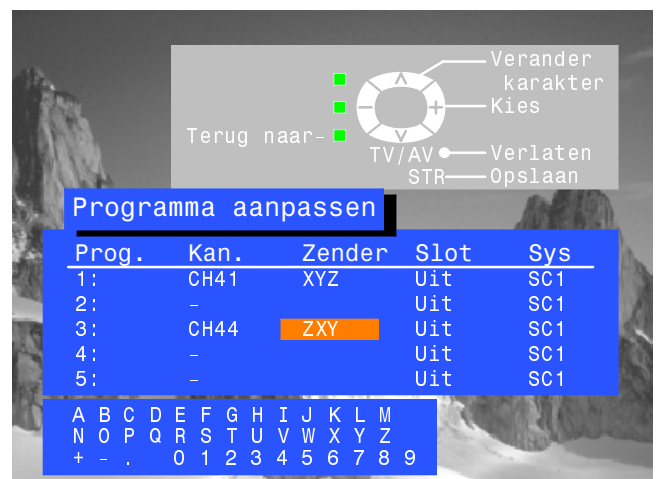 Verander
karakter
Kies
Terug naar
TV/AV Verlaten
STR Opslaan
Programma aanpassen
Prog. Kan. Zender Slot Sys
1: CH41 XYZ Uit SC1
2: – Uit SC1
3: CH44 ZXY Uit SC1
4: – Uit SC1
5: – Uit SC1
A B C D E F G H I J K L M
N O P Q R S T U V W X Y Z
+ – . 0 1 2 3 4 5 6 7 8 9